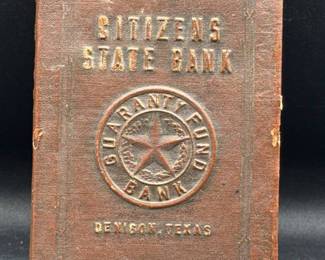 CITIZENS
STATE BANK
GUARANTY FUND
BANK
DENISON, TEXAS